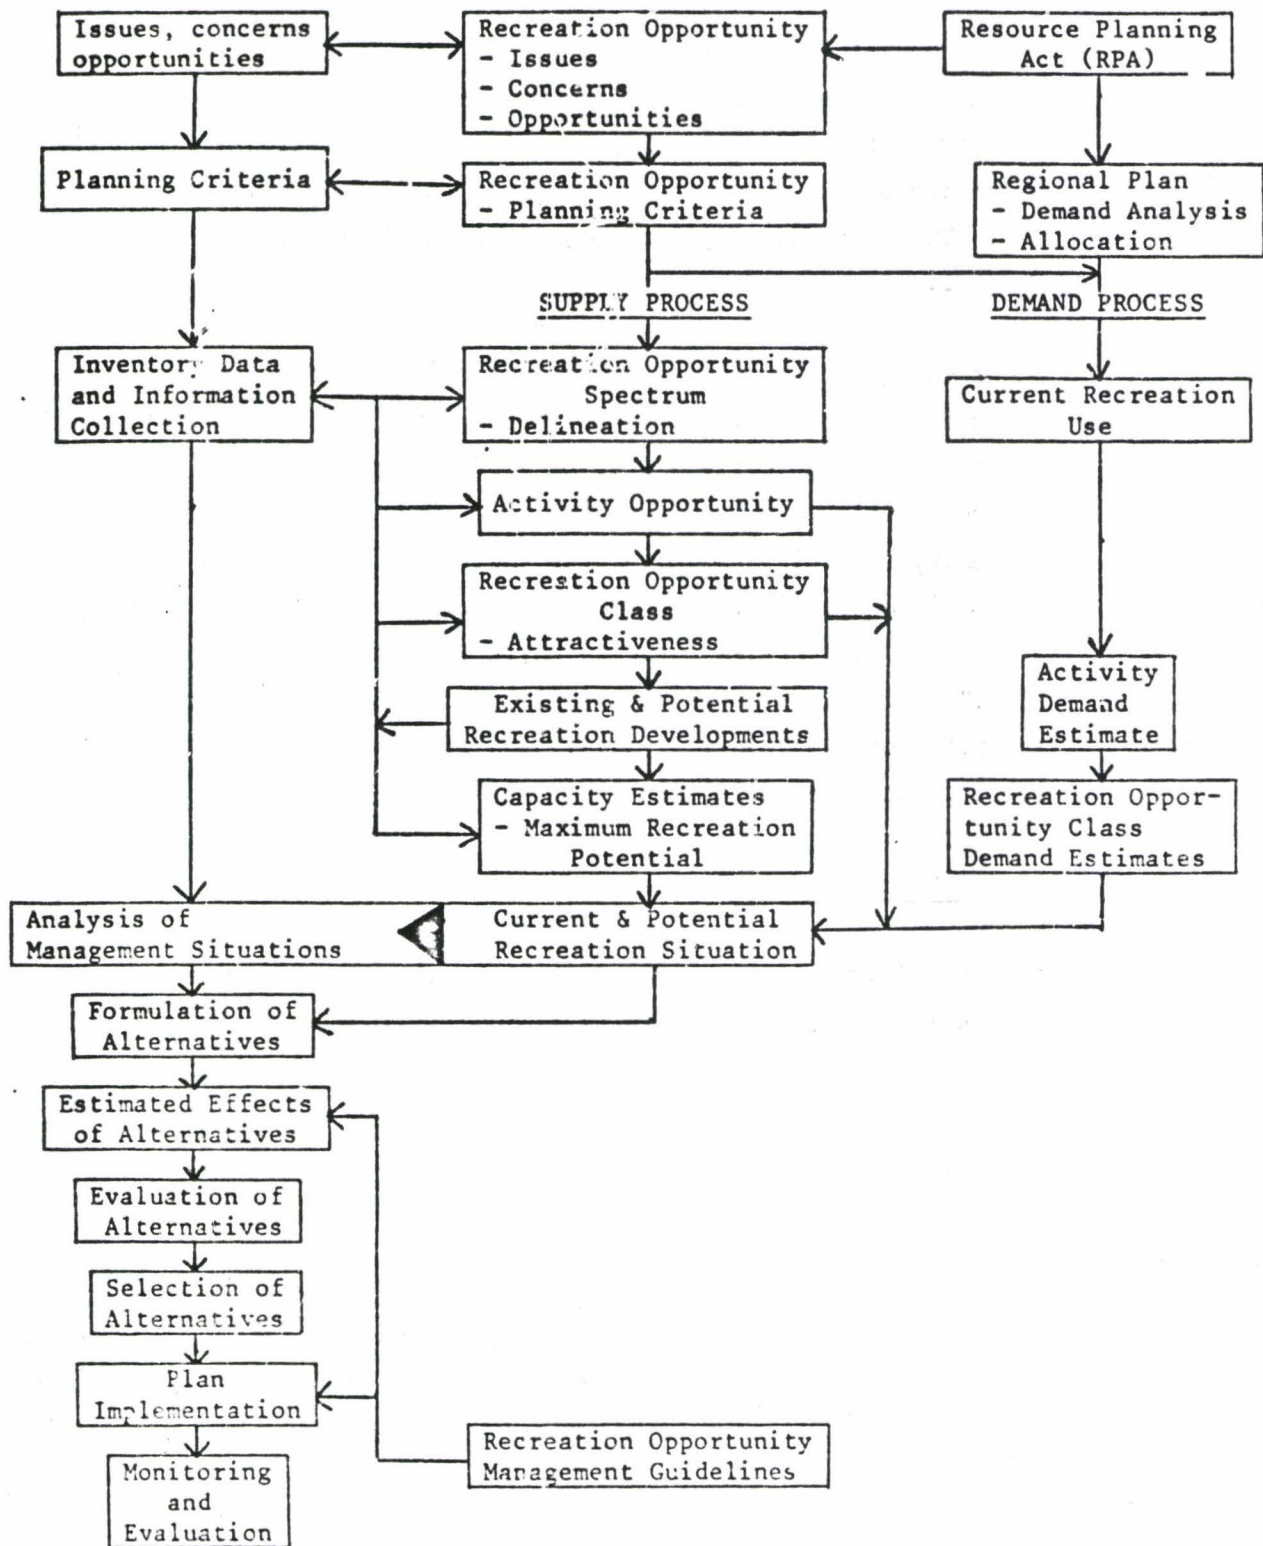 Issues, concerns
opportunities
Recreation Opportunity
- Issues
- Concerns
- Opportunities
Resource Planning
Act (RPA)
Planning Criteria
Recreation Opportunity
- Planning Criteria
Regional Plan
- Demand Analysis
- Allocation
SUPPLY PROCESS
DEMAND PROCESS
Inventory Data
and Information
Collection
Recreation Opportunity
Spectrum
- Delineation
Current Recreation
Use
Activity Opportunity
Recrestion Opportunity
Class
- Attractiveness
Activity
Demand
Estimate
Existing & Potential
Recreation Developments
Capacity Estimates
- Maximum Recreation
Potential
Recreation Oppor-
tunity Class
Demand Estimates
Analysis of
Management Situations
Current & Potential
Recreation Situation
Formulation of
Alternatives
Estimated Effects
of Alternatives
Evaluation of
Alternatives
Selection of
Alternatives
Plan
Implementation
Recreation Opportunity
Management Guidelines
Monitoring
and
Evaluation